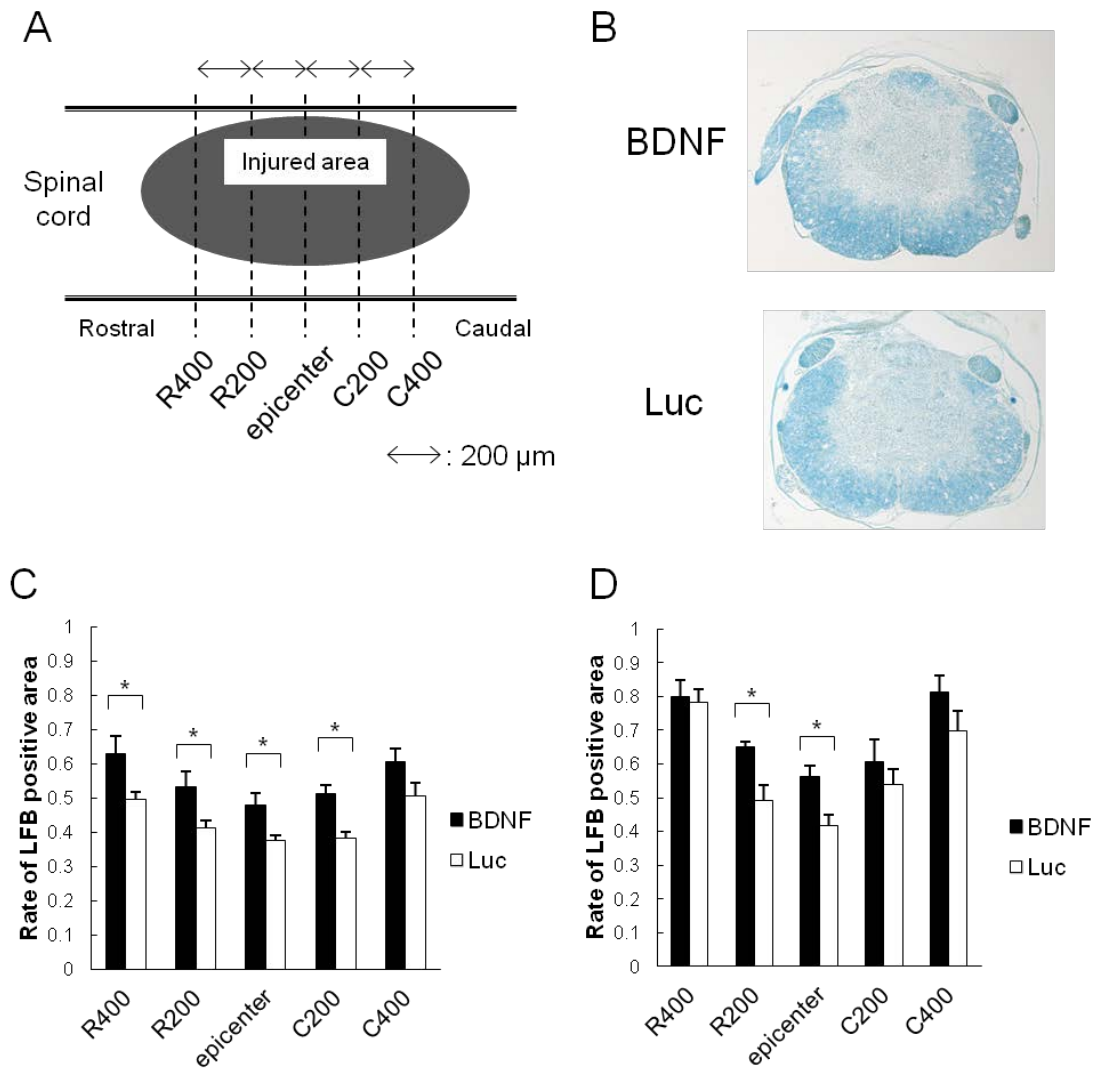 A
Injured area
Spinal
cord
Rostral
Caudal
R400
R200
epicenter
C200
C400
: 200 µm
B
BDNF
Luc
C
Rate of LFB positive area
1
0.9
0.8
0.7
0.6
0.5
0.4
0.3
0.2
0.1
0
*
*
*
*
R400
R200
epicenter
C200
C400
BDNF
Luc
D
Rate of LFB positive area
1
0.9
0.8
0.7
0.6
0.5
0.4
0.3
0.2
0.1
0
*
*
R400
R200
epicenter
C200
C400
BDNF
Luc